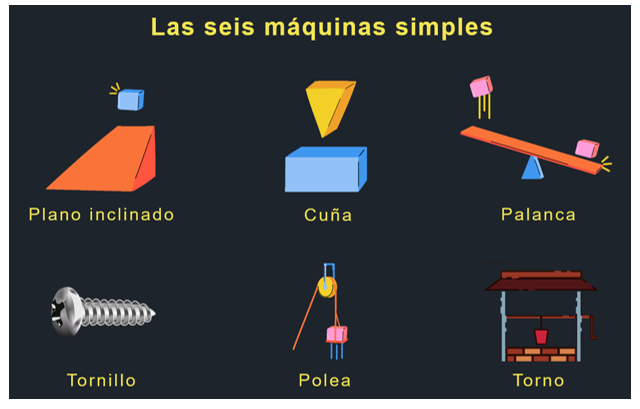 Las seis máquinas simples
Plano inclinado
Cuña
Palanca
Tornillo
Polea
Torno